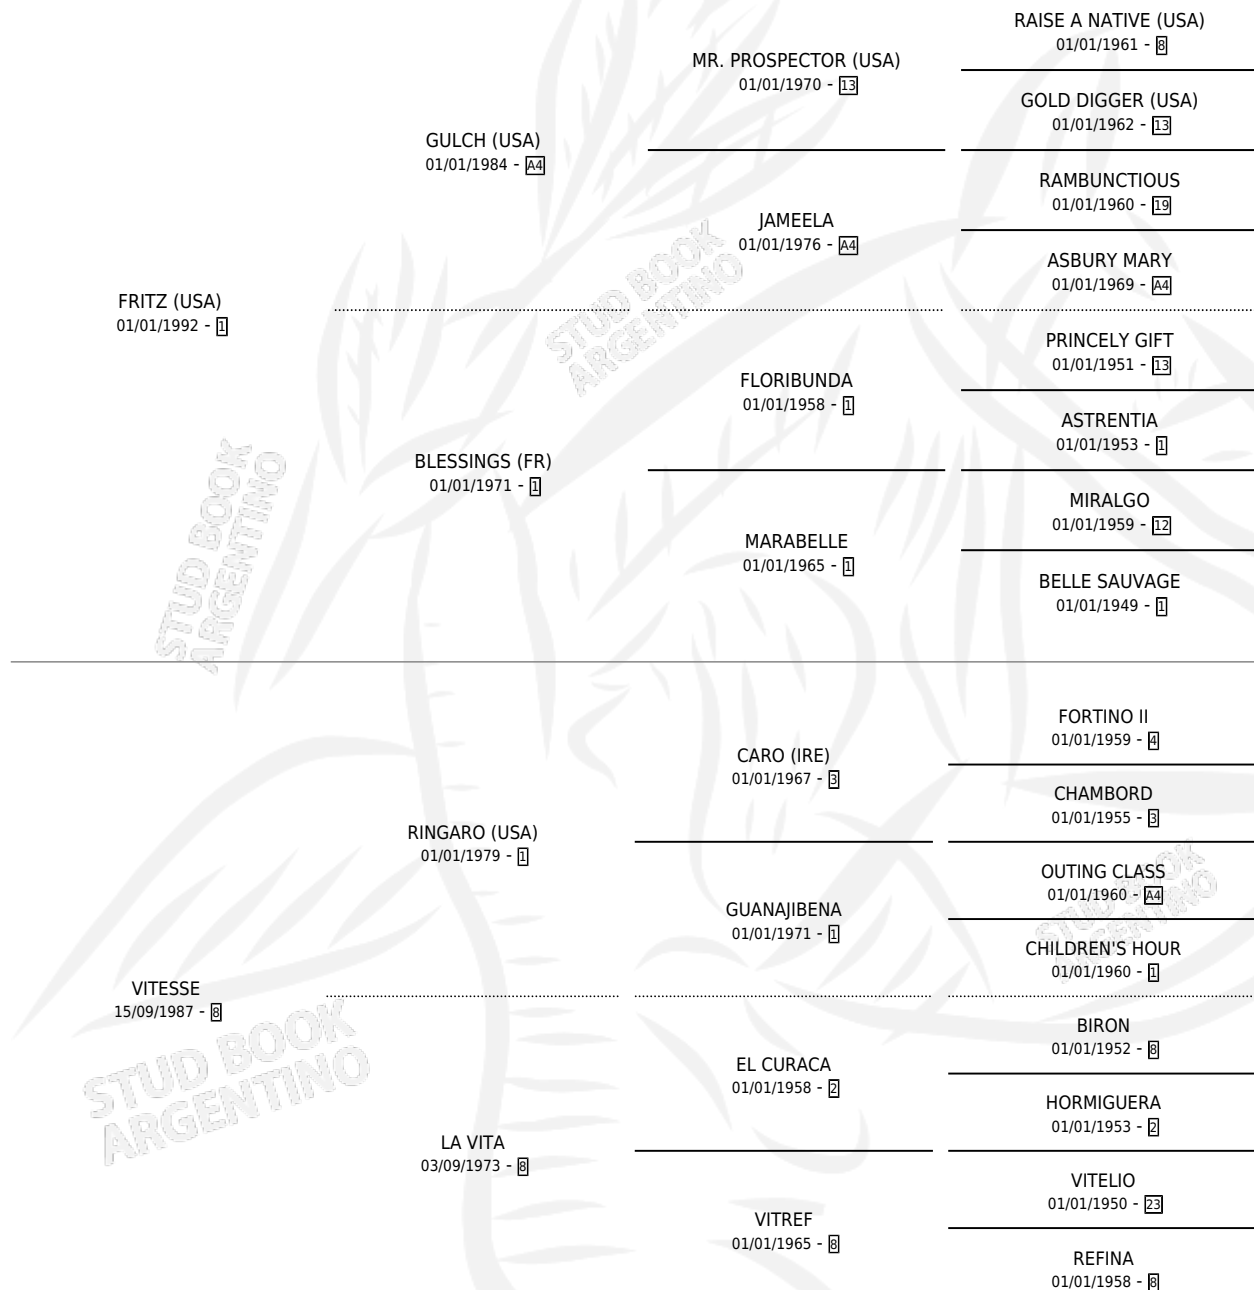 RAISE A NATIVE (USA)
01/01/1961 - 8
MR. PROSPECTOR (USA)
01/01/1970 - 13
GOLD DIGGER (USA)
01/01/1962 - 13
GULCH (USA)
01/01/1984 - A4
RAMBUNCTIOUS
01/01/1960 - 19
JAMEELA
01/01/1976 - A4
ASBURY MARY
01/01/1969 - A4
FRITZ (USA)
01/01/1992 - 1
PRINCELY GIFT
01/01/1951 - 13
FLORIBUNDA
01/01/1958 - 1
ASTRENTIA
01/01/1953 - 1
BLESSINGS (FR)
01/01/1971 - 1
MIRALGO
01/01/1959 - 12
MARABELLE
01/01/1965 - 1
BELLE SAUVAGE
01/01/1949 - 1
FORTINO II
01/01/1959 - 4
CARO (IRE)
01/01/1967 - 3
CHAMBORD
01/01/1955 - 3
RINGARO (USA)
01/01/1979 - 1
OUTING CLASS
01/01/1960 - A4
GUANAJIBENA
01/01/1971 - 1
CHILDREN'S HOUR
01/01/1960 - 1
VITESSE
15/09/1987 - 8
BIRON
01/01/1952 - 8
EL CURACA
01/01/1958 - 2
HORMIGUERA
01/01/1953 - 2
LA VITA
03/09/1973 - 8
VITELIO
01/01/1950 - 23
VITREF
01/01/1965 - 8
REFINA
01/01/1958 - 8
STUD BOOK
ARGENTINO
STUD BOOK
ARGENTINO
STUD BOOK
ARGENTINO
STUD BOOK
ARGENTINO